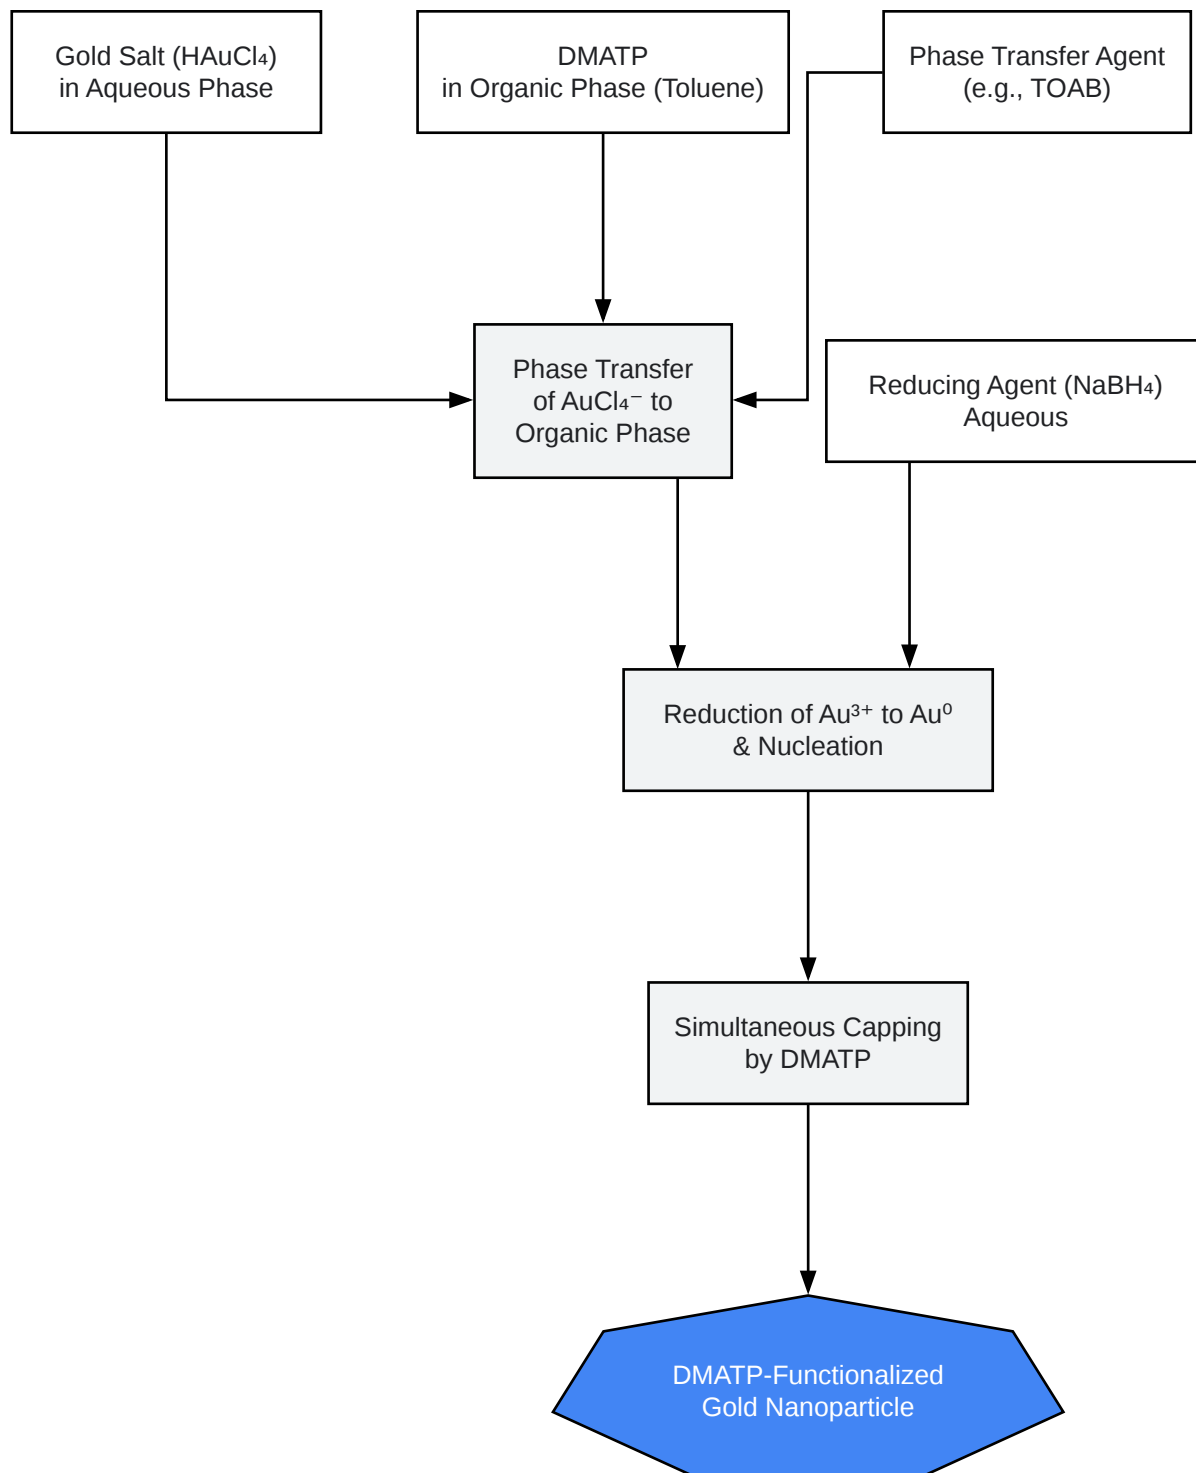 Gold Salt (HAuCl₄)
in Aqueous Phase
DMATP
in Organic Phase (Toluene)
Phase Transfer Agent
(e.g., TOAB)
Phase Transfer
of AuCl₄⁻ to
Organic Phase
Reducing Agent (NaBH₄)
Aqueous
Reduction of Au³⁺ to Au⁰
& Nucleation
Simultaneous Capping
by DMATP
DMATP-Functionalized
Gold Nanoparticle